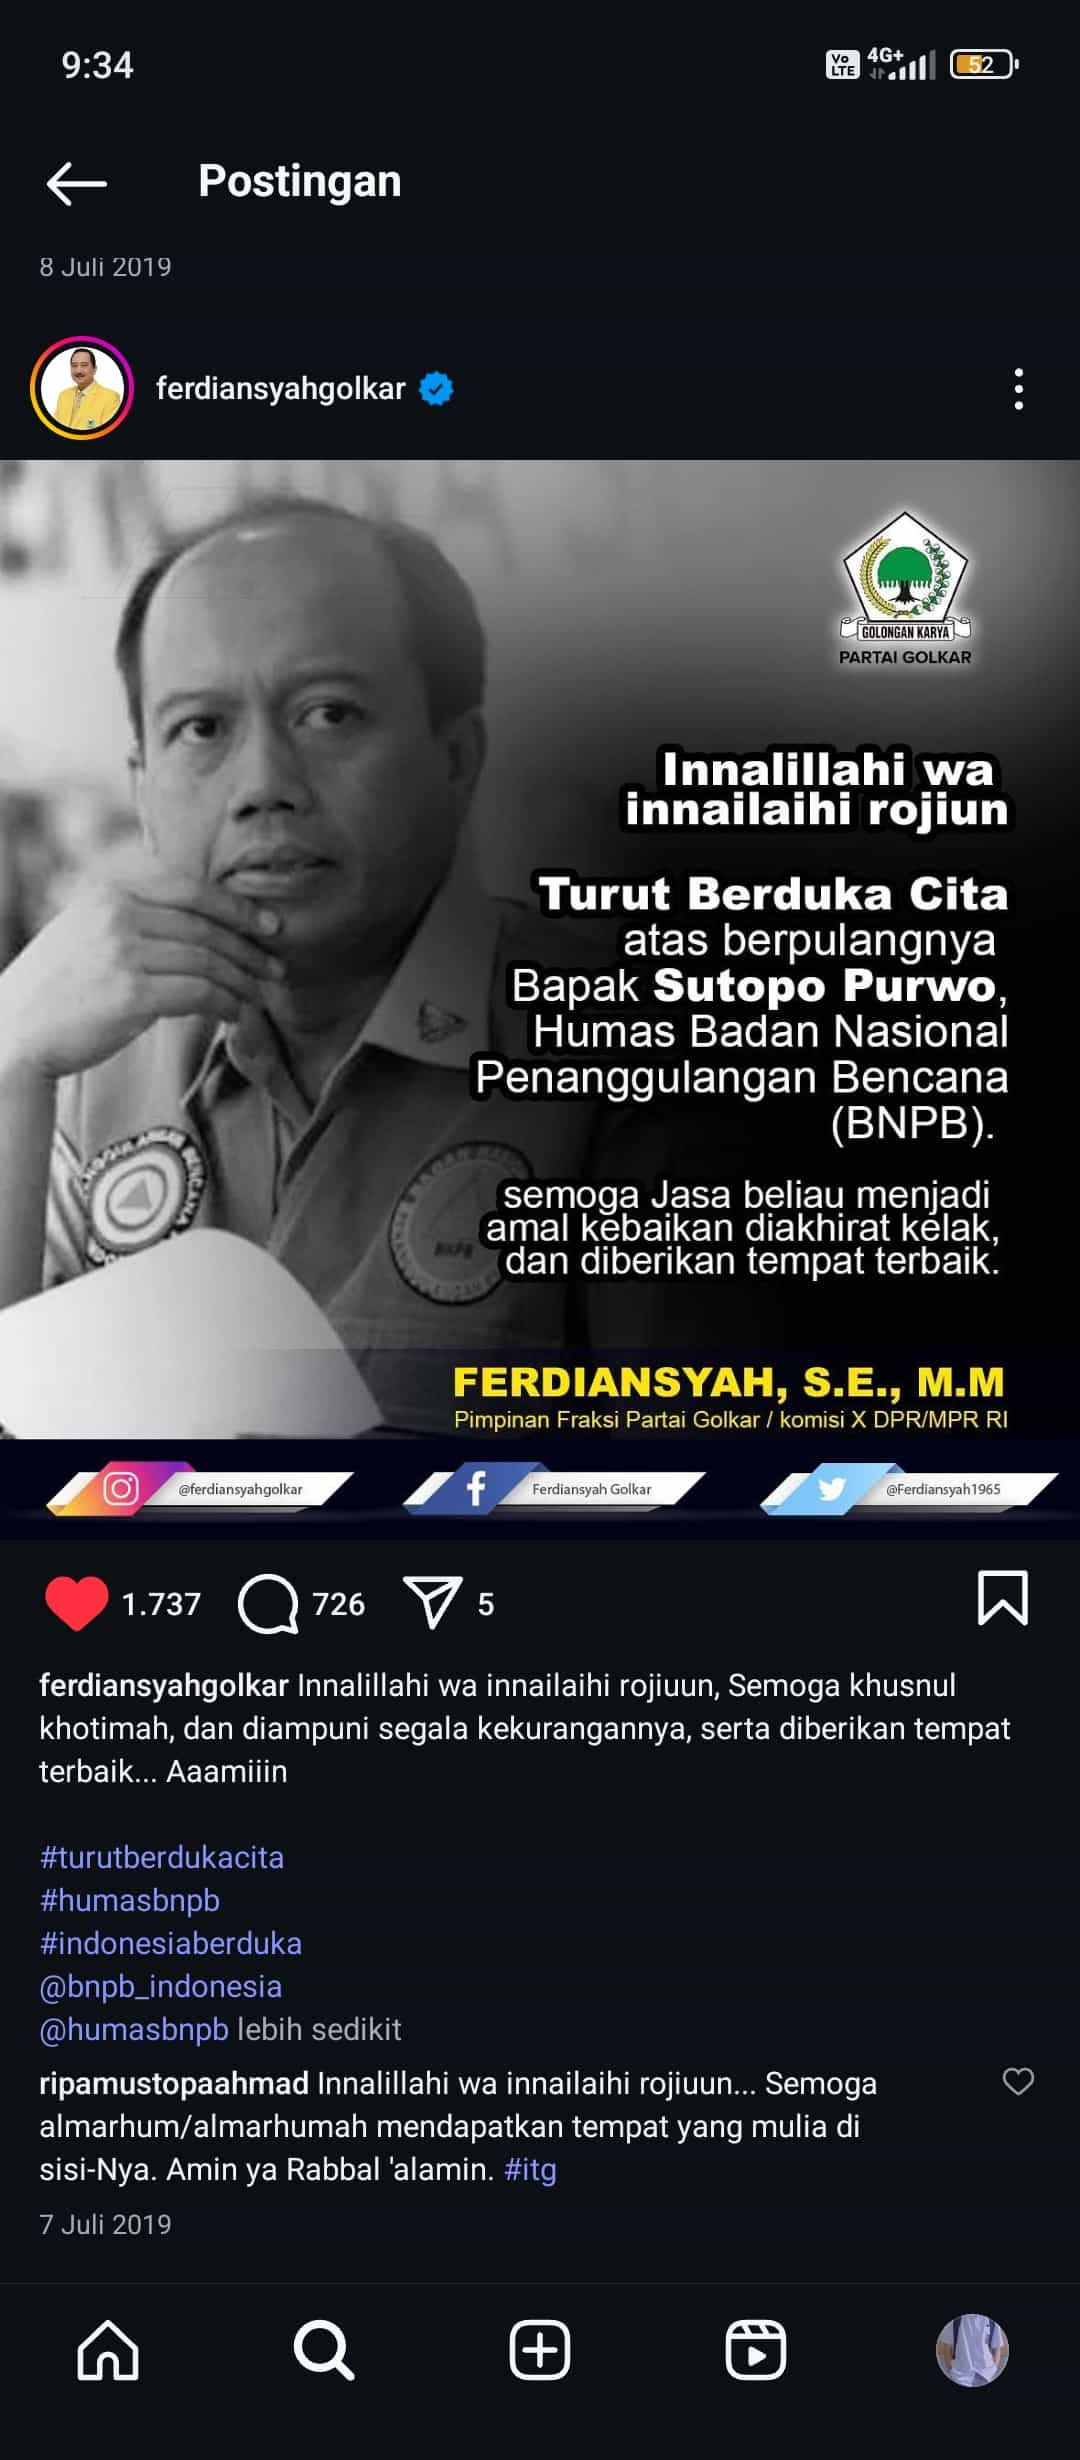 9:34
Vo LTE 4G+ 52
Postingan
8 Juli 2019
ferdiansyahgolkar
GOLONGAN KARYA
PARTAI GOLKAR
Innalillahi wa
innailaihi rojiun
Turut Berduka Cita
atas berpulangnya
Bapak Sutopo Purwo,
Humas Badan Nasional
Penanggulangan Bencana
(BNPB).
semoga Jasa beliau menjadi
amal kebaikan diakhirat kelak,
dan diberikan tempat terbaik.
BNPB
FERDIANSYAH, S.E., M.M
Pimpinan Fraksi Partai Golkar / komisi X DPR/MPR RI
@ferdiansyahgolkar
Ferdiansyah Golkar
@Ferdiansyah1965
1.737 726 5
ferdiansyahgolkar Innalillahi wa innailaihi rojiuun, Semoga khusnul
khotimah, dan diampuni segala kekurangannya, serta diberikan tempat
terbaik... Aaamiiin
#turutberdukacita
#humasbnpb
#indonesiaberduka
@bnpb_indonesia
@humasbnpb lebih sedikit
ripamustopaahmad Innalillahi wa innailaihi rojiuun... Semoga
almarhum/almarhumah mendapatkan tempat yang mulia di
sisi-Nya. Amin ya Rabbal 'alamin. #itg
7 Juli 2019